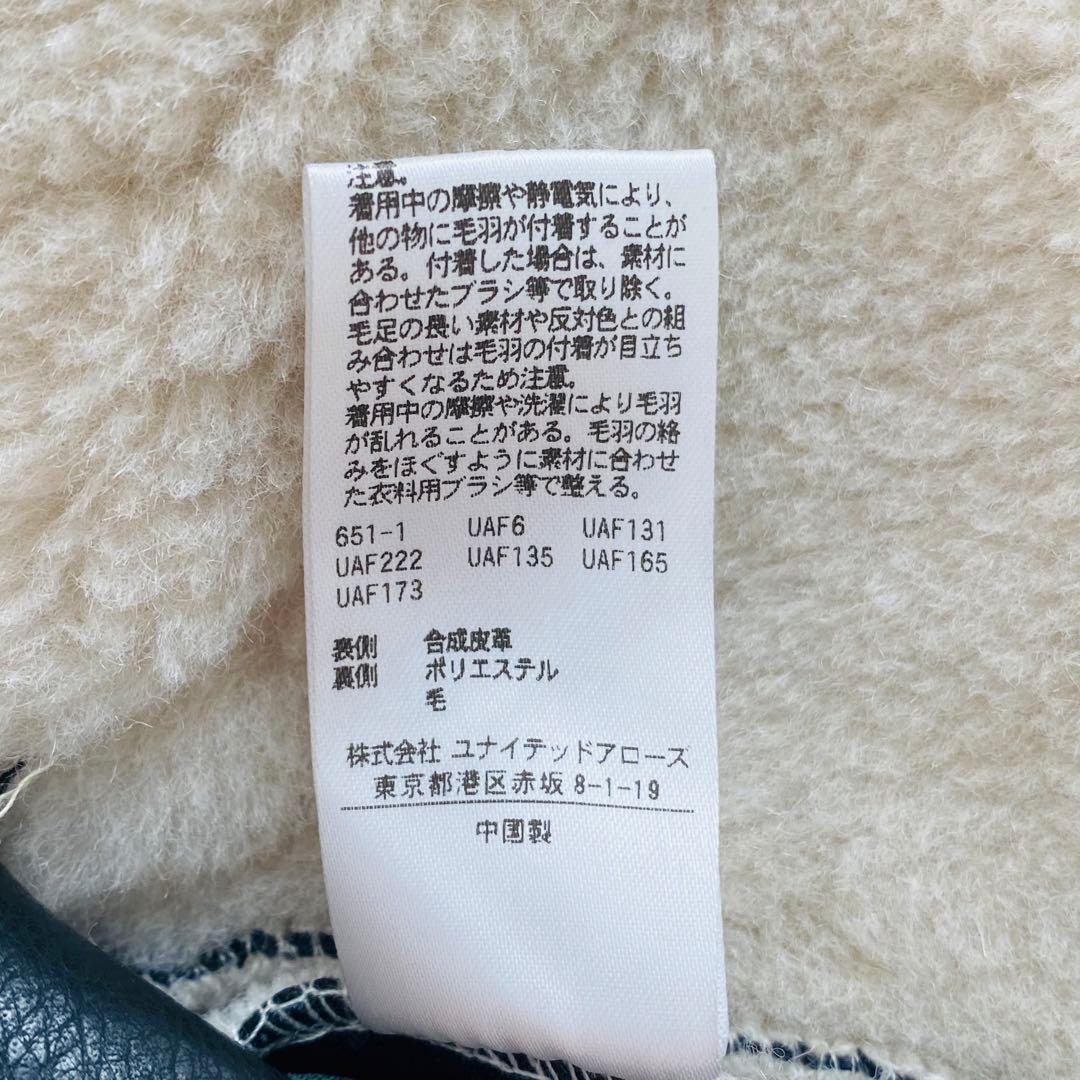 注意。
着用中の摩擦や静電気により、
他の物に毛羽が付着することが
ある。付着した場合は、素材に
合わせたブラシ等で取り除く。
毛足の長い素材や反対色との組
み合わせは毛羽の付着が目立ち
やすくなるため注意。
着用中の摩擦や洗濯により毛羽
が乱れることがある。毛羽の絡
みをほぐすように素材に合わせ
た衣料用ブラシ等で整える。
651-1 UAF6 UAF131
UAF222 UAF135 UAF165
UAF173
表側 合成皮革
裏側 ポリエステル
毛
株式会社 ユナイテッドアローズ
東京都港区赤坂 8-1-19
中国製